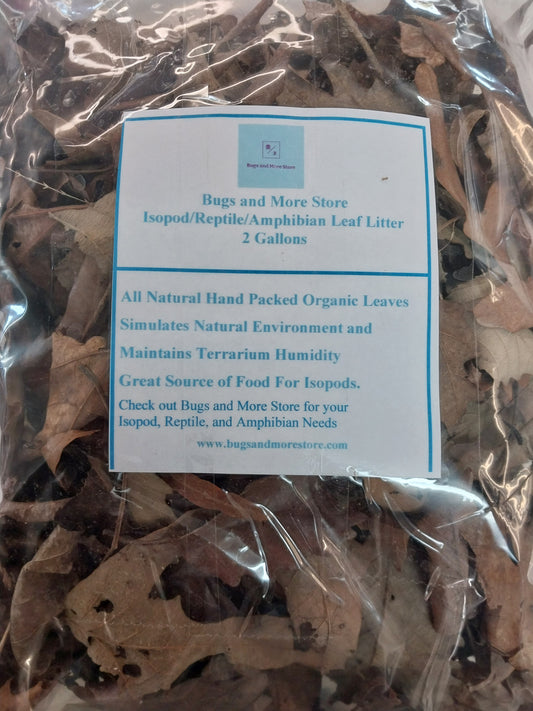 Bugs and More Store
Bugs and More Store
Isopod/Reptile/Amphibian Leaf Litter
2 Gallons
All Natural Hand Packed Organic Leaves
Simulates Natural Environment and
Maintains Terrarium Humidity
Great Source of Food For Isopods.
Check out Bugs and More Store for your
Isopod, Reptile, and Amphibian Needs
www.bugsandmorestore.com